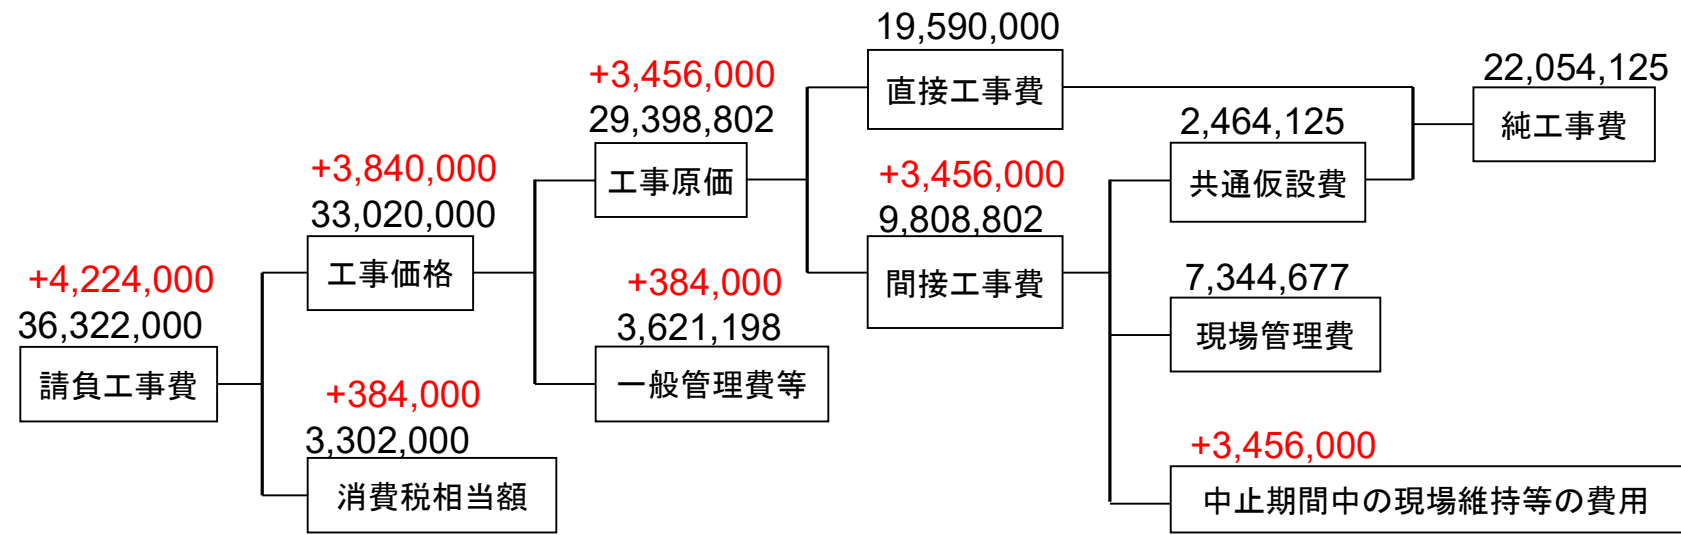 +4,224,000
36,322,000
請負工事費
+3,840,000
33,020,000
工事価格
+384,000
3,302,000
消費税相当額
+3,456,000
29,398,802
工事原価
+384,000
3,621,198
一般管理費等
19,590,000
直接工事費
+3,456,000
9,808,802
間接工事費
2,464,125
共通仮設費
7,344,677
現場管理費
+3,456,000
中止期間中の現場維持等の費用
22,054,125
純工事費